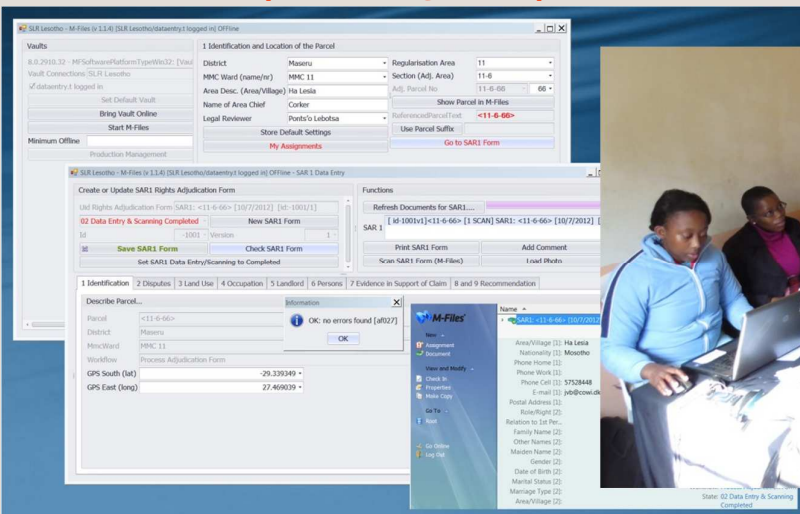 SLR Lesotho - M-Files (v 1.1.4) [SLR Lesotho/dataentry.t logged in] OFFline
Vaults
8.0.2910.32 - MFSoftwarePlatformTypeWin32: [Vaul
Vault Connections SLR Lesotho
dataentry.t logged in
Set Default Vault
Bring Vault Online
Start M-Files
Minimum Offline
Production Management
1 Identification and Location of the Parcel
District Maseru
MMC Ward (name/nr) MMC 11
Area Desc. (Area/Village) Ha Lesia
Name of Area Chief Corker
Legal Reviewer Ponts'o Lebotsa
Store Default Settings
My Assignments
Regularisation Area 11
Section (Adj. Area) 11-6
Adj. Parcel No 11-6-66 66
Show Parcel in M-Files
ReferencedParcelText <11-6-66>
Use Parcel Suffix
Go to SAR1 Form
SLR Lesotho - M-Files (v 1.1.4) [SLR Lesotho/dataentry.t logged in] OFFline - SAR 1 Data Entry
Create or Update SAR1 Rights Adjudication Form
Uid Rights Adjudication Form SAR1: <11-6-66> [10/7/2012] [id:-1001/1]
02 Data Entry & Scanning Completed New SAR1 Form
Id -1001 Version 1
Save SAR1 Form Check SAR1 Form
Set SAR1 Data Entry/Scanning to Completed
Functions
Refresh Documents for SAR1....
SAR 1 [ id-1001v1]<11-6-66> [1 SCAN] SAR1: <11-6-66> [10/7/2012] [
Print SAR1 Form Add Comment
Scan SAR1 Form (M-Files) Load Photo
1 Identification 2 Disputes 3 Land Use 4 Occupation 5 Landlord 6 Persons 7 Evidence in Support of Claim 8 and 9 Recommendation
Describe Parcel...
Parcel <11-6-66>
District Maseru
MmcWard MMC 11
Workflow Process Adjudication Form
GPS South (lat) -29.339349
GPS East (long) 27.469039
Information
OK: no errors found [af027]
OK
M-Files
New
Assignment
Document
View and Modify
Check In
Properties
Make Copy
Go To
Root
Go Online
Log Out
Name
SAR1: <11-6-66> [10/7/2012]
Area/Village [1]: Ha Lesia
Nationality [1]: Mosotho
Phone Home [1]:
Phone Work [1]:
Phone Cell [1]: 57528448
E-mail [1]: jvb@cowi.dk
Postal Address [1]:
Role/Right [2]:
Relation to 1st Per...
Family Name [2]:
Other Names [2]:
Maiden Name [2]:
Gender [2]:
Date of Birth [2]:
Marital Status [2]:
Marriage Type [2]:
Area/Village [2]:
State: 02 Data Entry & Scanning
Completed